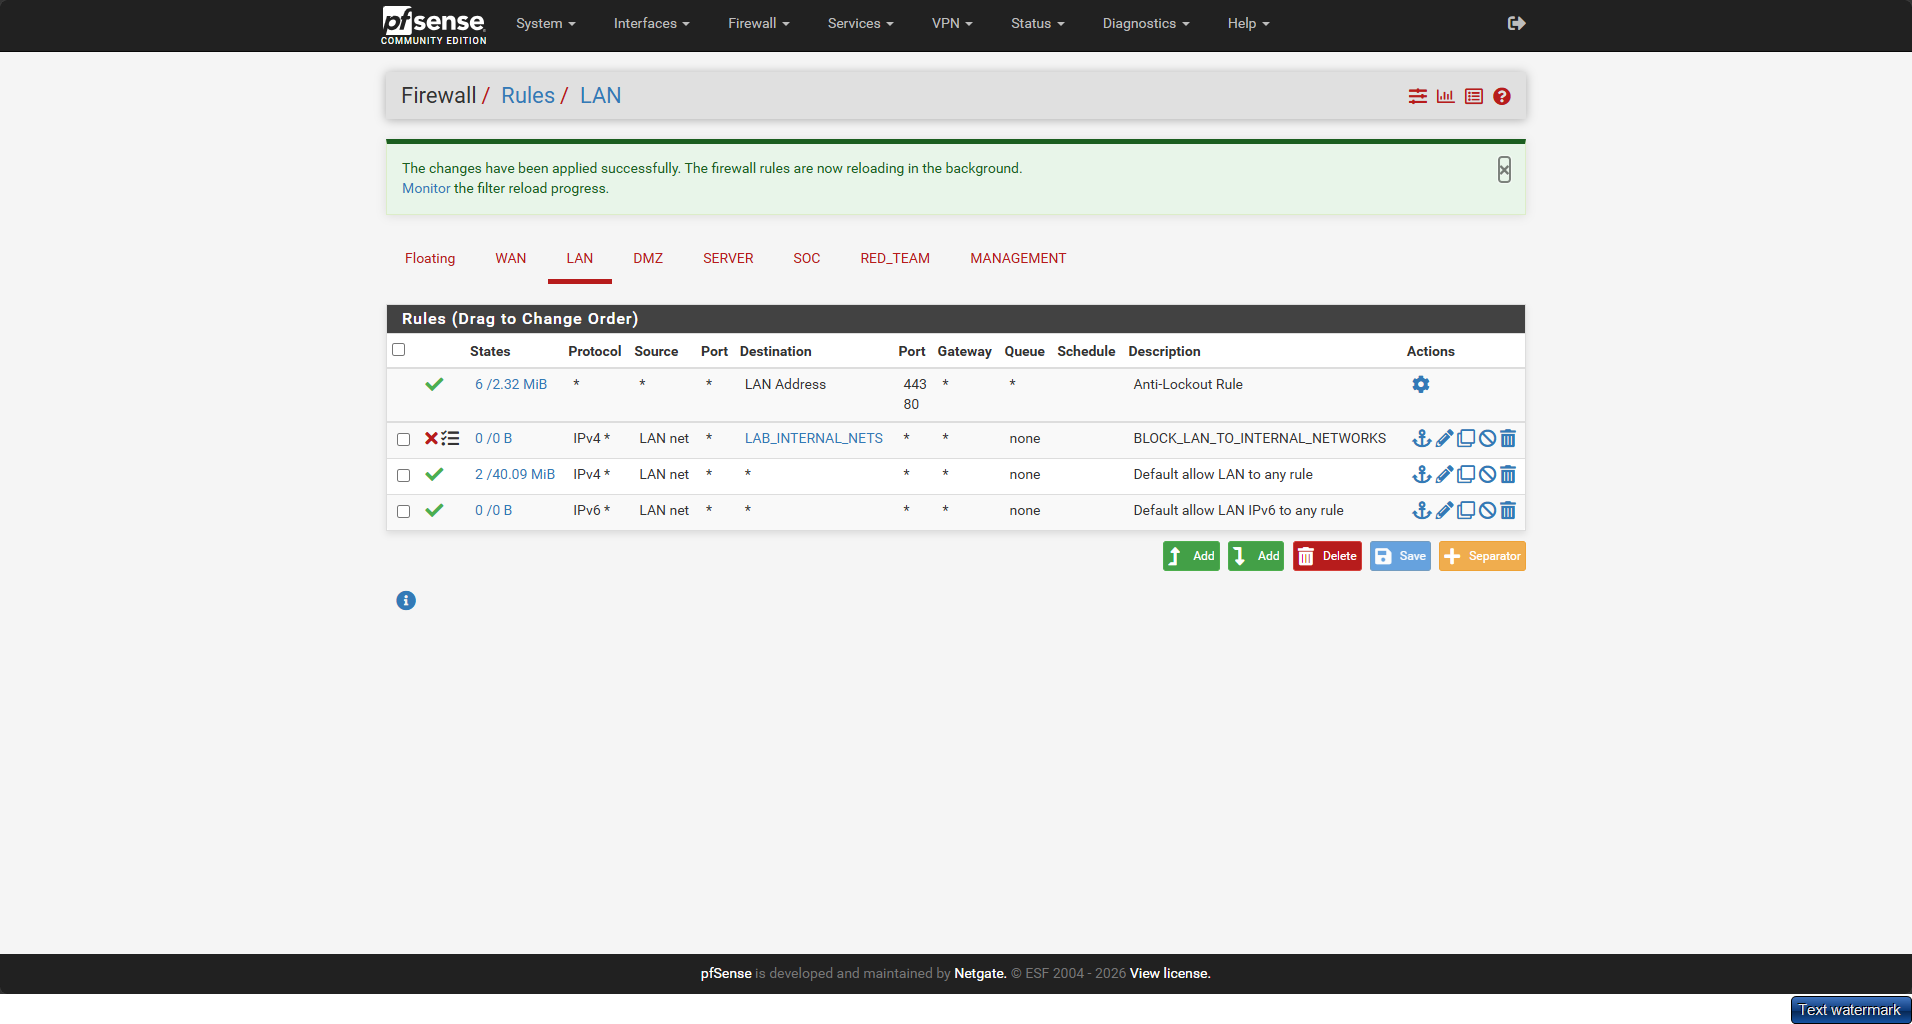 pfsense
COMMUNITY EDITION
System Interfaces Firewall Services VPN Status Diagnostics Help
Firewall / Rules / LAN
The changes have been applied successfully. The firewall rules are now reloading in the background.
Monitor the filter reload progress.
Floating WAN LAN DMZ SERVER SOC RED_TEAM MANAGEMENT
Rules (Drag to Change Order)
States Protocol Source Port Destination Port Gateway Queue Schedule Description Actions
6 /2.32 MiB * * * LAN Address 443 * * Anti-Lockout Rule
80
0 /0 B IPv4 * LAN net * LAB_INTERNAL_NETS * * none BLOCK_LAN_TO_INTERNAL_NETWORKS
2 /40.09 MiB IPv4 * LAN net * * * * none Default allow LAN to any rule
0 /0 B IPv6 * LAN net * * * * none Default allow LAN IPv6 to any rule
Add Add Delete Save Separator
pfSense is developed and maintained by Netgate. © ESF 2004 - 2026 View license.
Text watermark